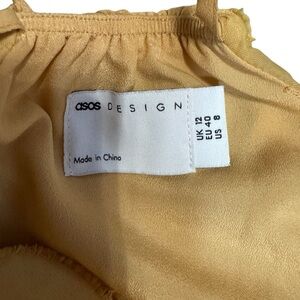 asos DESIGN
Made in China
UK 12
EU 40
US 8